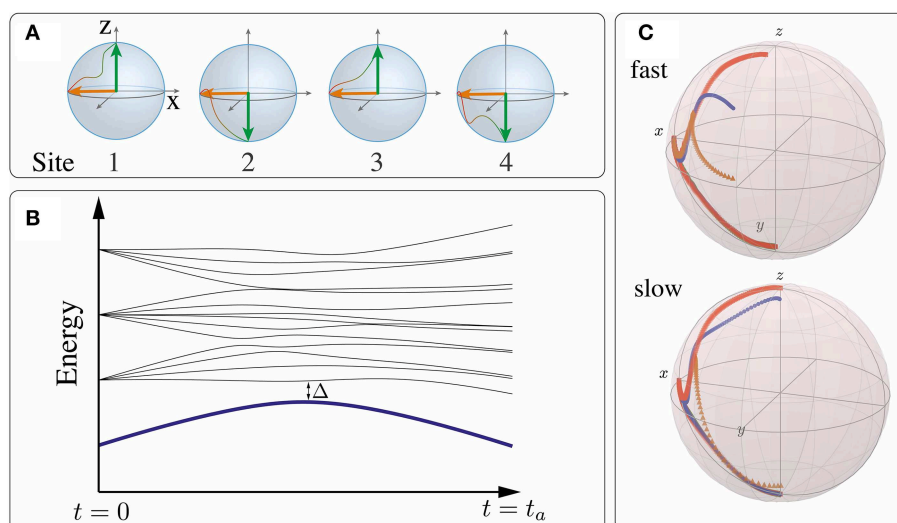 A
z
x
Site 1 2 3 4
B
Energy
Δ
t = 0
t = t_a
C
fast
z
x
y
slow
z
x
y